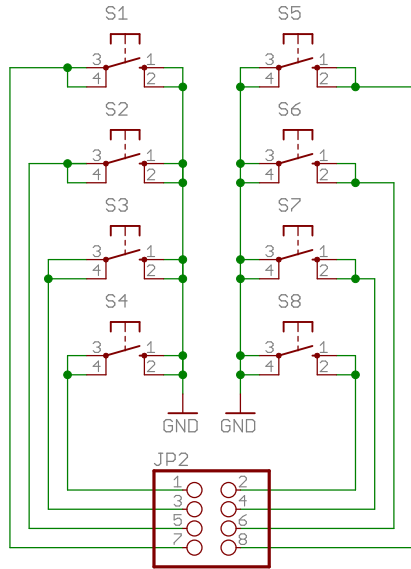 S1 S5
3 1 3 1
4 2 4 2
S2 S6
3 1 3 1
4 2 4 2
S3 S7
3 1 3 1
4 2 4 2
S4 S8
3 1 3 1
4 2 4 2
GND GND
JP2
1 2
3 4
5 6
7 8